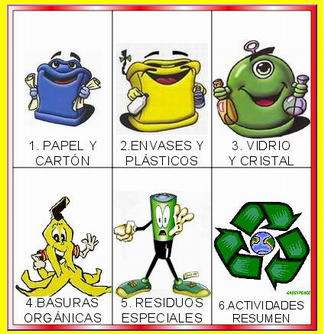 1. PAPEL Y
CARTÓN
2.ENVASES Y
PLÁSTICOS
3. VIDRIO
Y CRISTAL
4.BASURAS
ORGÁNICAS
5. RESIDUOS
ESPECIALES
GREENPEACE
6.ACTIVIDADES
RESUMEN